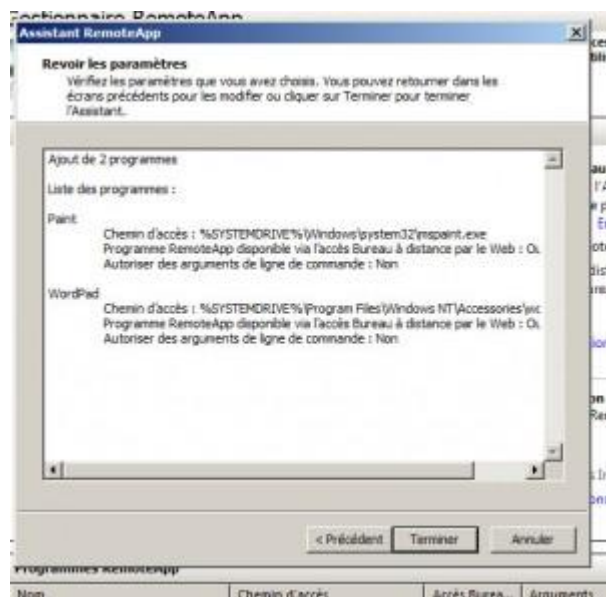 Gestionnaire RemoteApp
Assistant RemoteApp
Revoir les paramètres
Vérifiez les paramètres que vous avez choisis. Vous pouvez retourner dans les
écrans précédents pour les modifier ou cliquer sur Terminer pour terminer
l'Assistant.
Ajout de 2 programmes
Liste des programmes :
Paint
Chemin d'accès : %SYSTEMDRIVE%\Windows\system32\mspaint.exe
Programme RemoteApp disponible via l'accès Bureau à distance par le Web : Ou
Autoriser des arguments de ligne de commande : Non
WordPad
Chemin d'accès : %SYSTEMDRIVE%\Program Files\Windows NT\Accessories\
Programme RemoteApp disponible via l'accès Bureau à distance par le Web : Ou
Autoriser des arguments de ligne de commande : Non
< Précédent Terminer Annuler
Programmes RemoteApp
Nom Chemin d'accès Accès Burea... Arguments